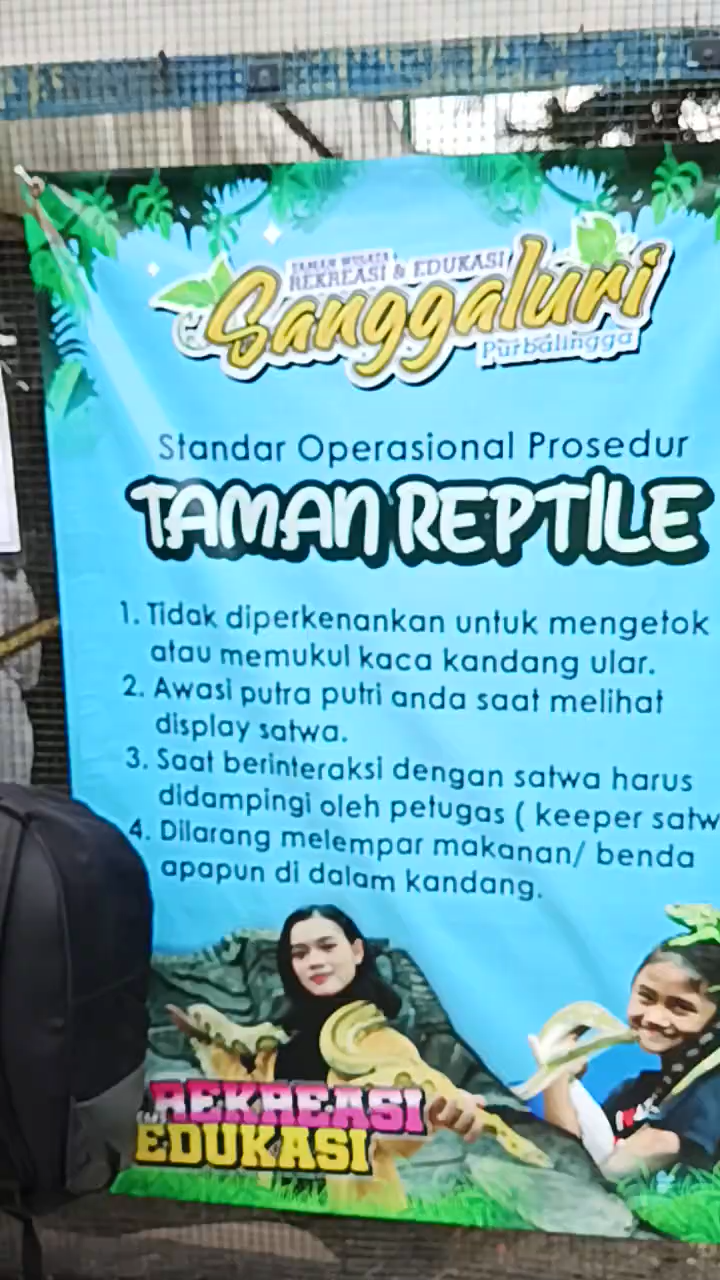 TAMAN WISATA
REKREASI & EDUKASI
Sanggaluri
Purbalingga
Standar Operasional Prosedur
TAMAN REPTILE
1. Tidak diperkenankan untuk mengetok
atau memukul kaca kandang ular.
2. Awasi putra putri anda saat melihat
display satwa.
3. Saat berinteraksi dengan satwa harus
didampingi oleh petugas ( keeper satw
4. Dilarang melempar makanan/ benda
apapun di dalam kandang.
REKREASI
EDUKASI